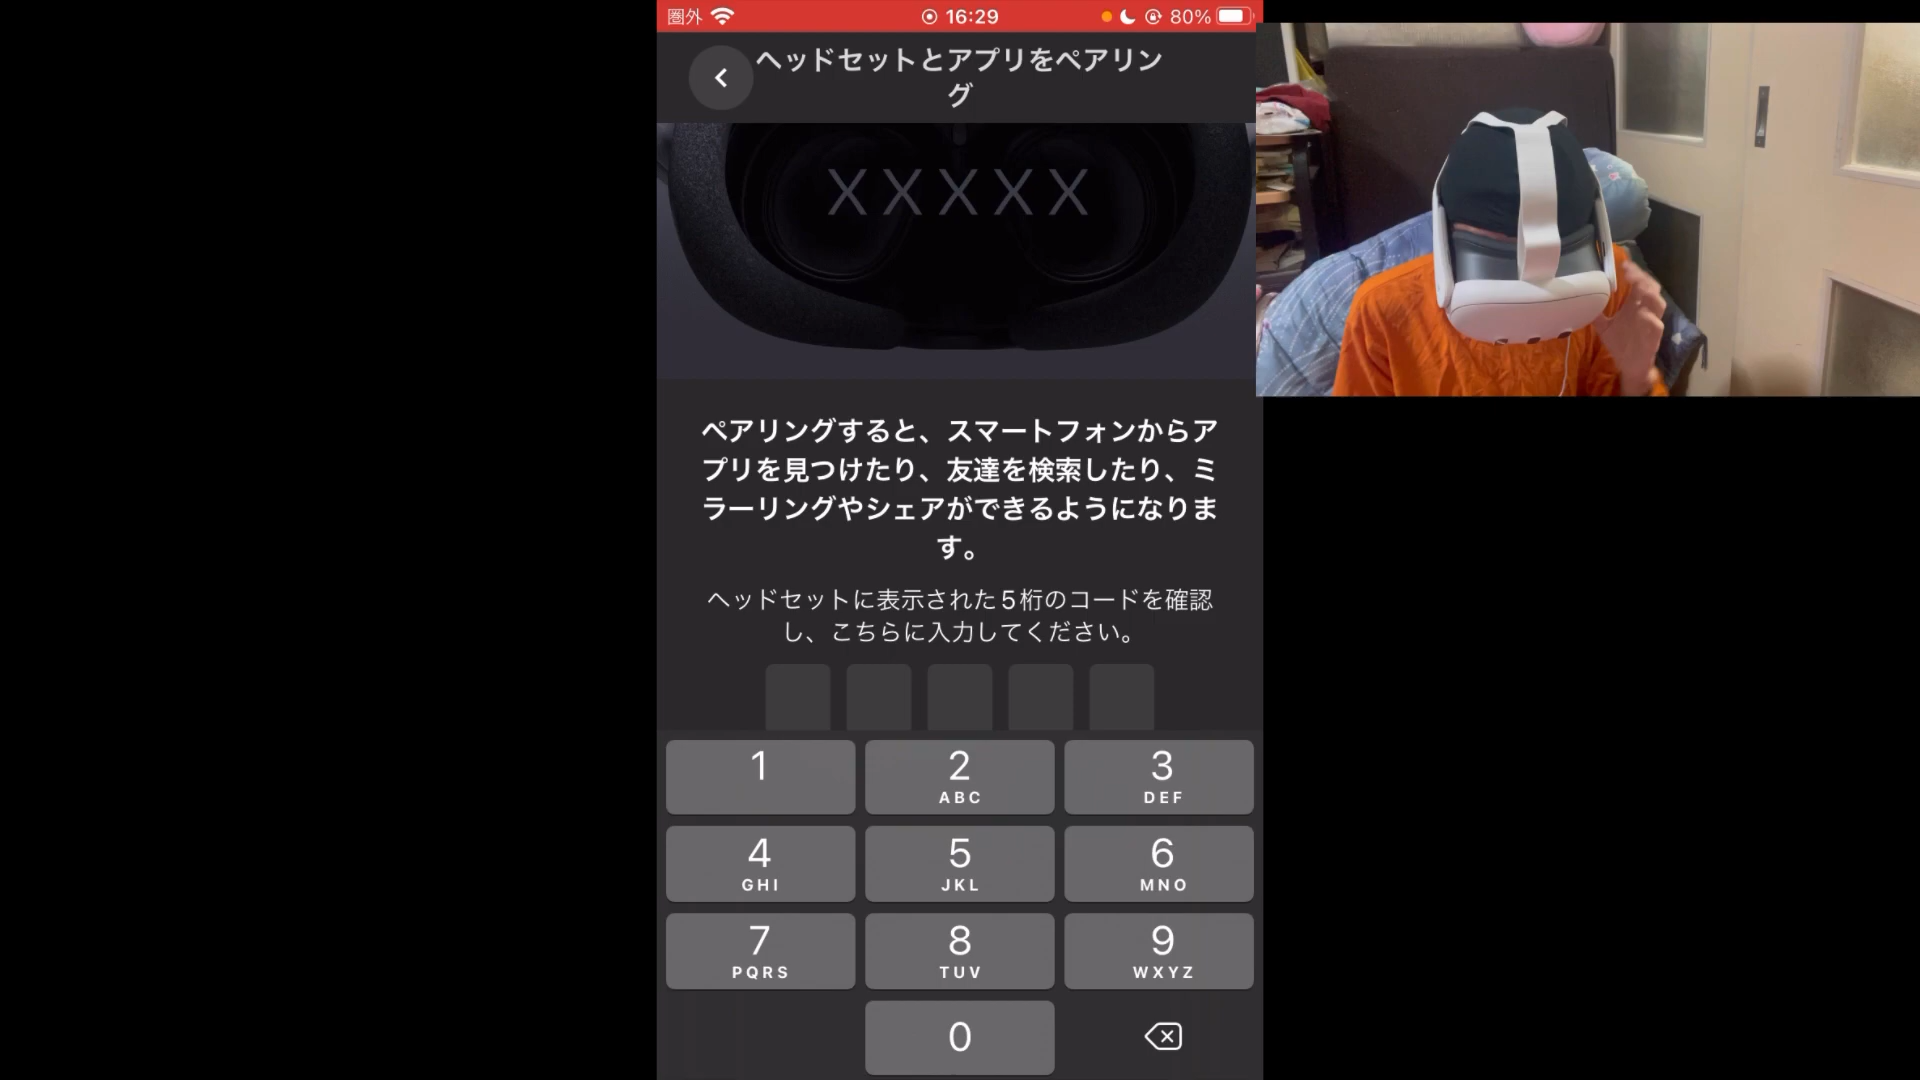 圏外 16:29 80%
ヘッドセットとアプリをペアリン
グ
XXXXX
ペアリングすると、スマートフォンからア
プリを見つけたり、友達を検索したり、ミ
ラーリングやシェアができるようになりま
す。
ヘッドセットに表示された5桁のコードを確認
し、こちらに入力してください。
1 2 3
ABC DEF
4 5 6
GHI JKL MNO
7 8 9
PQRS TUV WXYZ
0